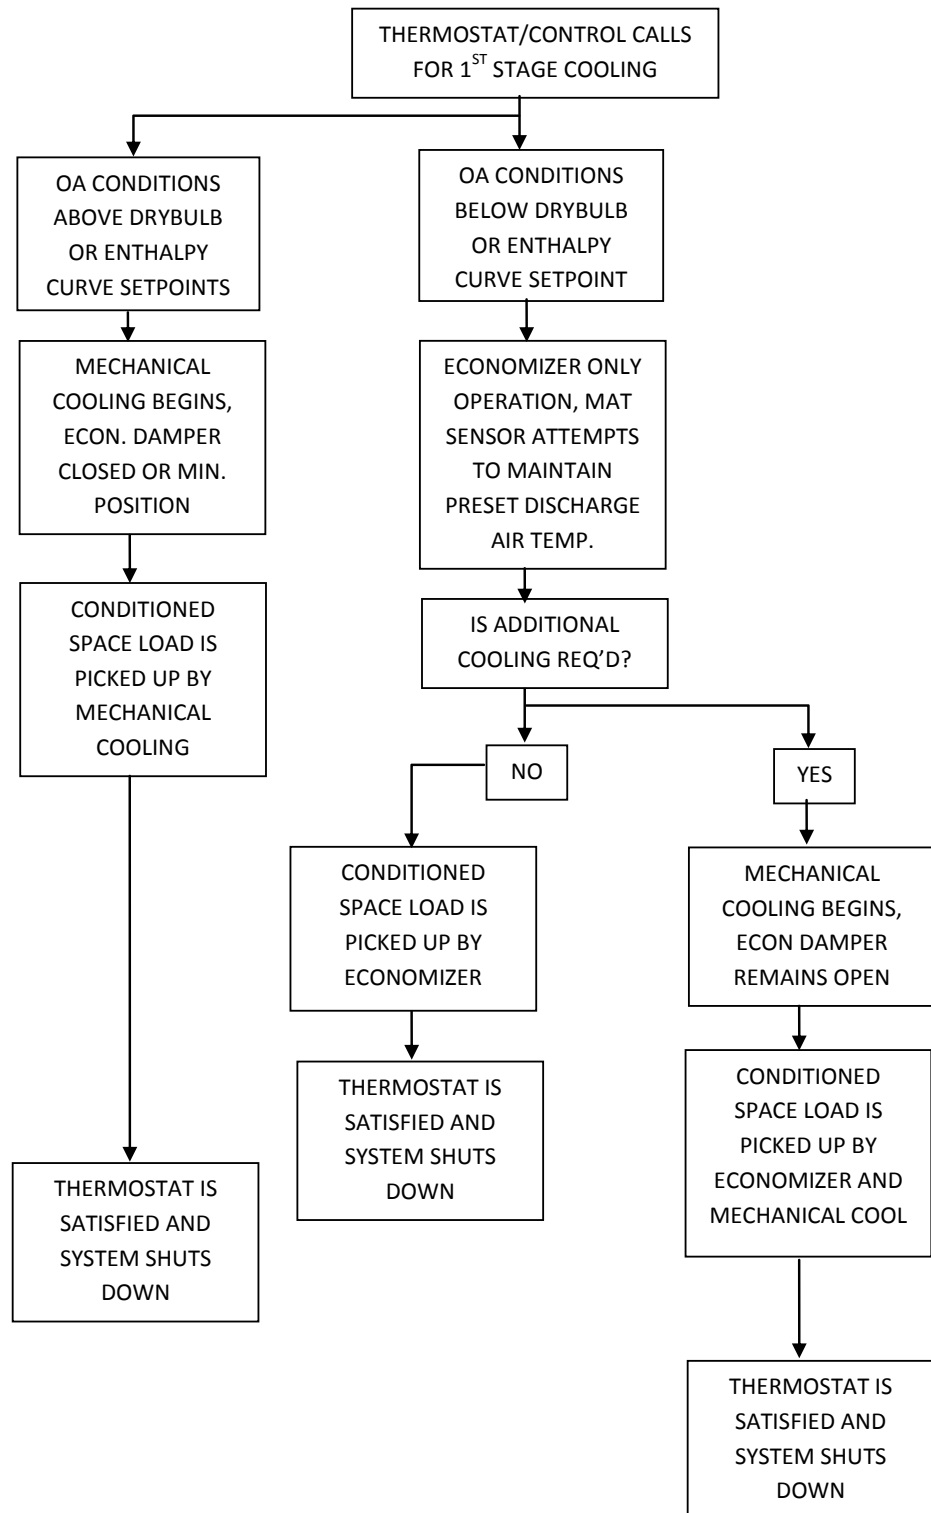 THERMOSTAT/CONTROL CALLS
FOR 1ST STAGE COOLING
OA CONDITIONS
ABOVE DRYBULB
OR ENTHALPY
CURVE SETPOINTS
OA CONDITIONS
BELOW DRYBULB
OR ENTHALPY
CURVE SETPOINT
MECHANICAL
COOLING BEGINS,
ECON. DAMPER
CLOSED OR MIN.
POSITION
ECONOMIZER ONLY
OPERATION, MAT
SENSOR ATTEMPTS
TO MAINTAIN
PRESET DISCHARGE
AIR TEMP.
CONDITIONED
SPACE LOAD IS
PICKED UP BY
MECHANICAL
COOLING
IS ADDITIONAL
COOLING REQ’D?
NO
YES
CONDITIONED
SPACE LOAD IS
PICKED UP BY
ECONOMIZER
MECHANICAL
COOLING BEGINS,
ECON DAMPER
REMAINS OPEN
THERMOSTAT IS
SATISFIED AND
SYSTEM SHUTS
DOWN
CONDITIONED
SPACE LOAD IS
PICKED UP BY
ECONOMIZER AND
MECHANICAL COOL
THERMOSTAT IS
SATISFIED AND
SYSTEM SHUTS
DOWN
THERMOSTAT IS
SATISFIED AND
SYSTEM SHUTS
DOWN